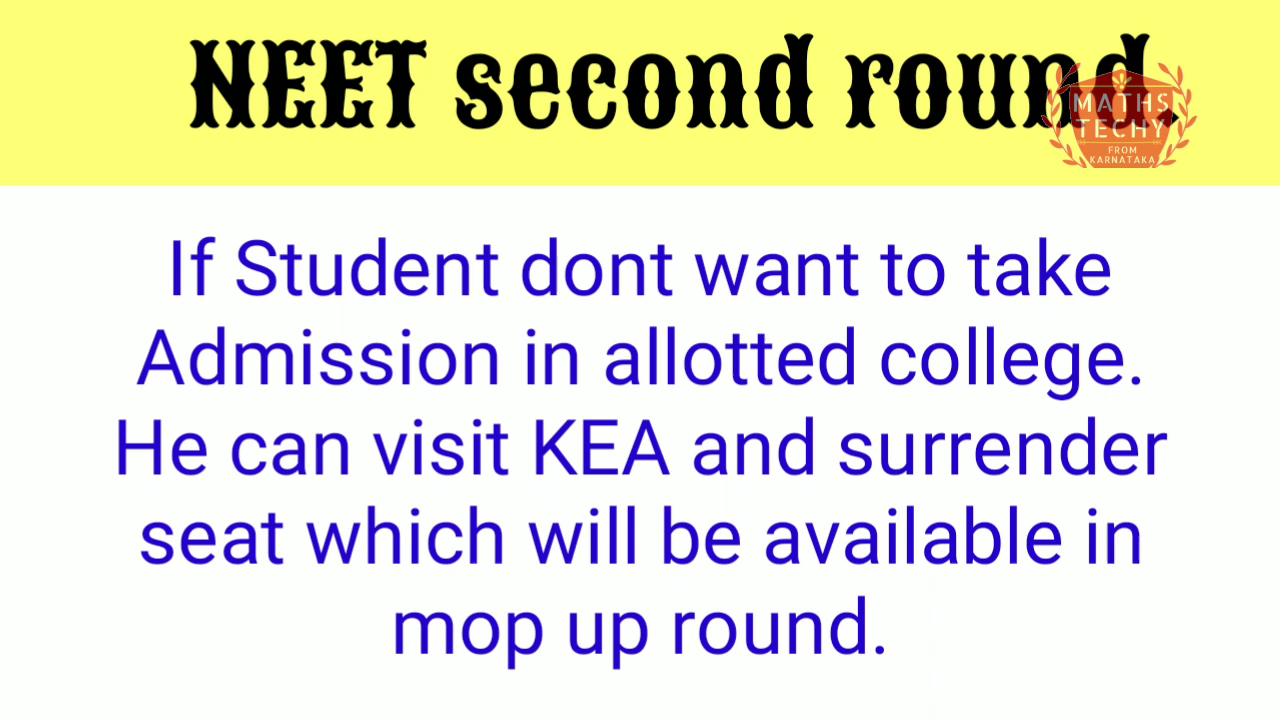 NEET second round.
MATHS
TECHY
FROM
KARNATAKA
If Student dont want to take
Admission in allotted college.
He can visit KEA and surrender
seat which will be available in
mop up round.